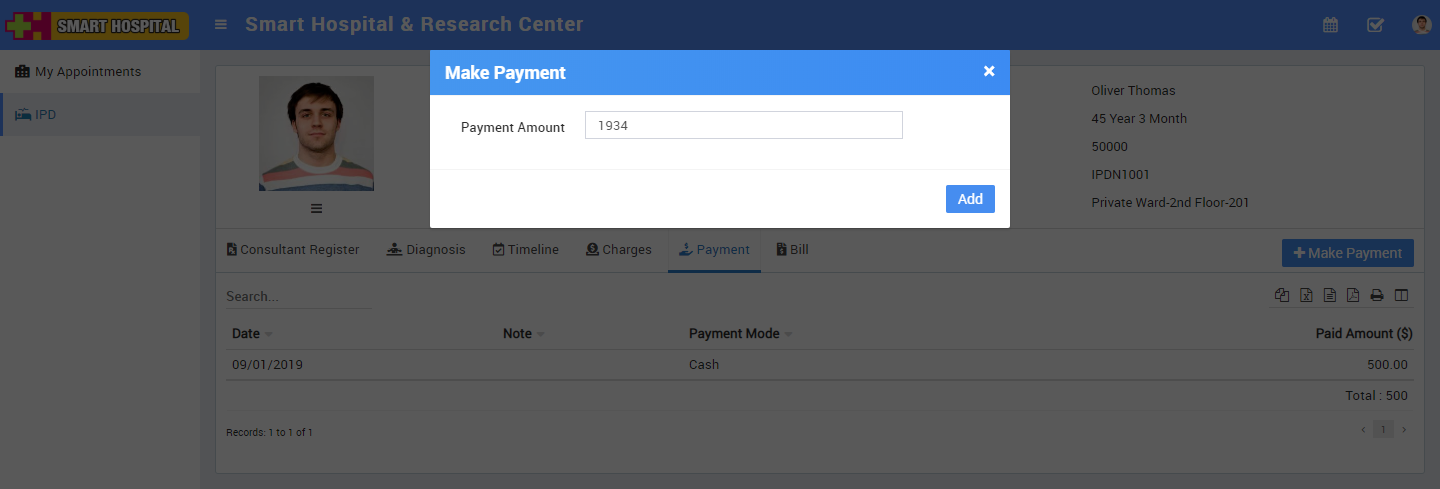 SMART HOSPITAL
Smart Hospital & Research Center
My Appointments
IPD
Make Payment ×
Payment Amount 1934
Add
Oliver Thomas
45 Year 3 Month
50000
IPDN1001
Private Ward-2nd Floor-201
Consultant Register Diagnosis Timeline Charges Payment Bill + Make Payment
Search...
Date Note Payment Mode Paid Amount ($)
09/01/2019 Cash 500.00
Total : 500
Records: 1 to 1 of 1 ‹ 1 ›